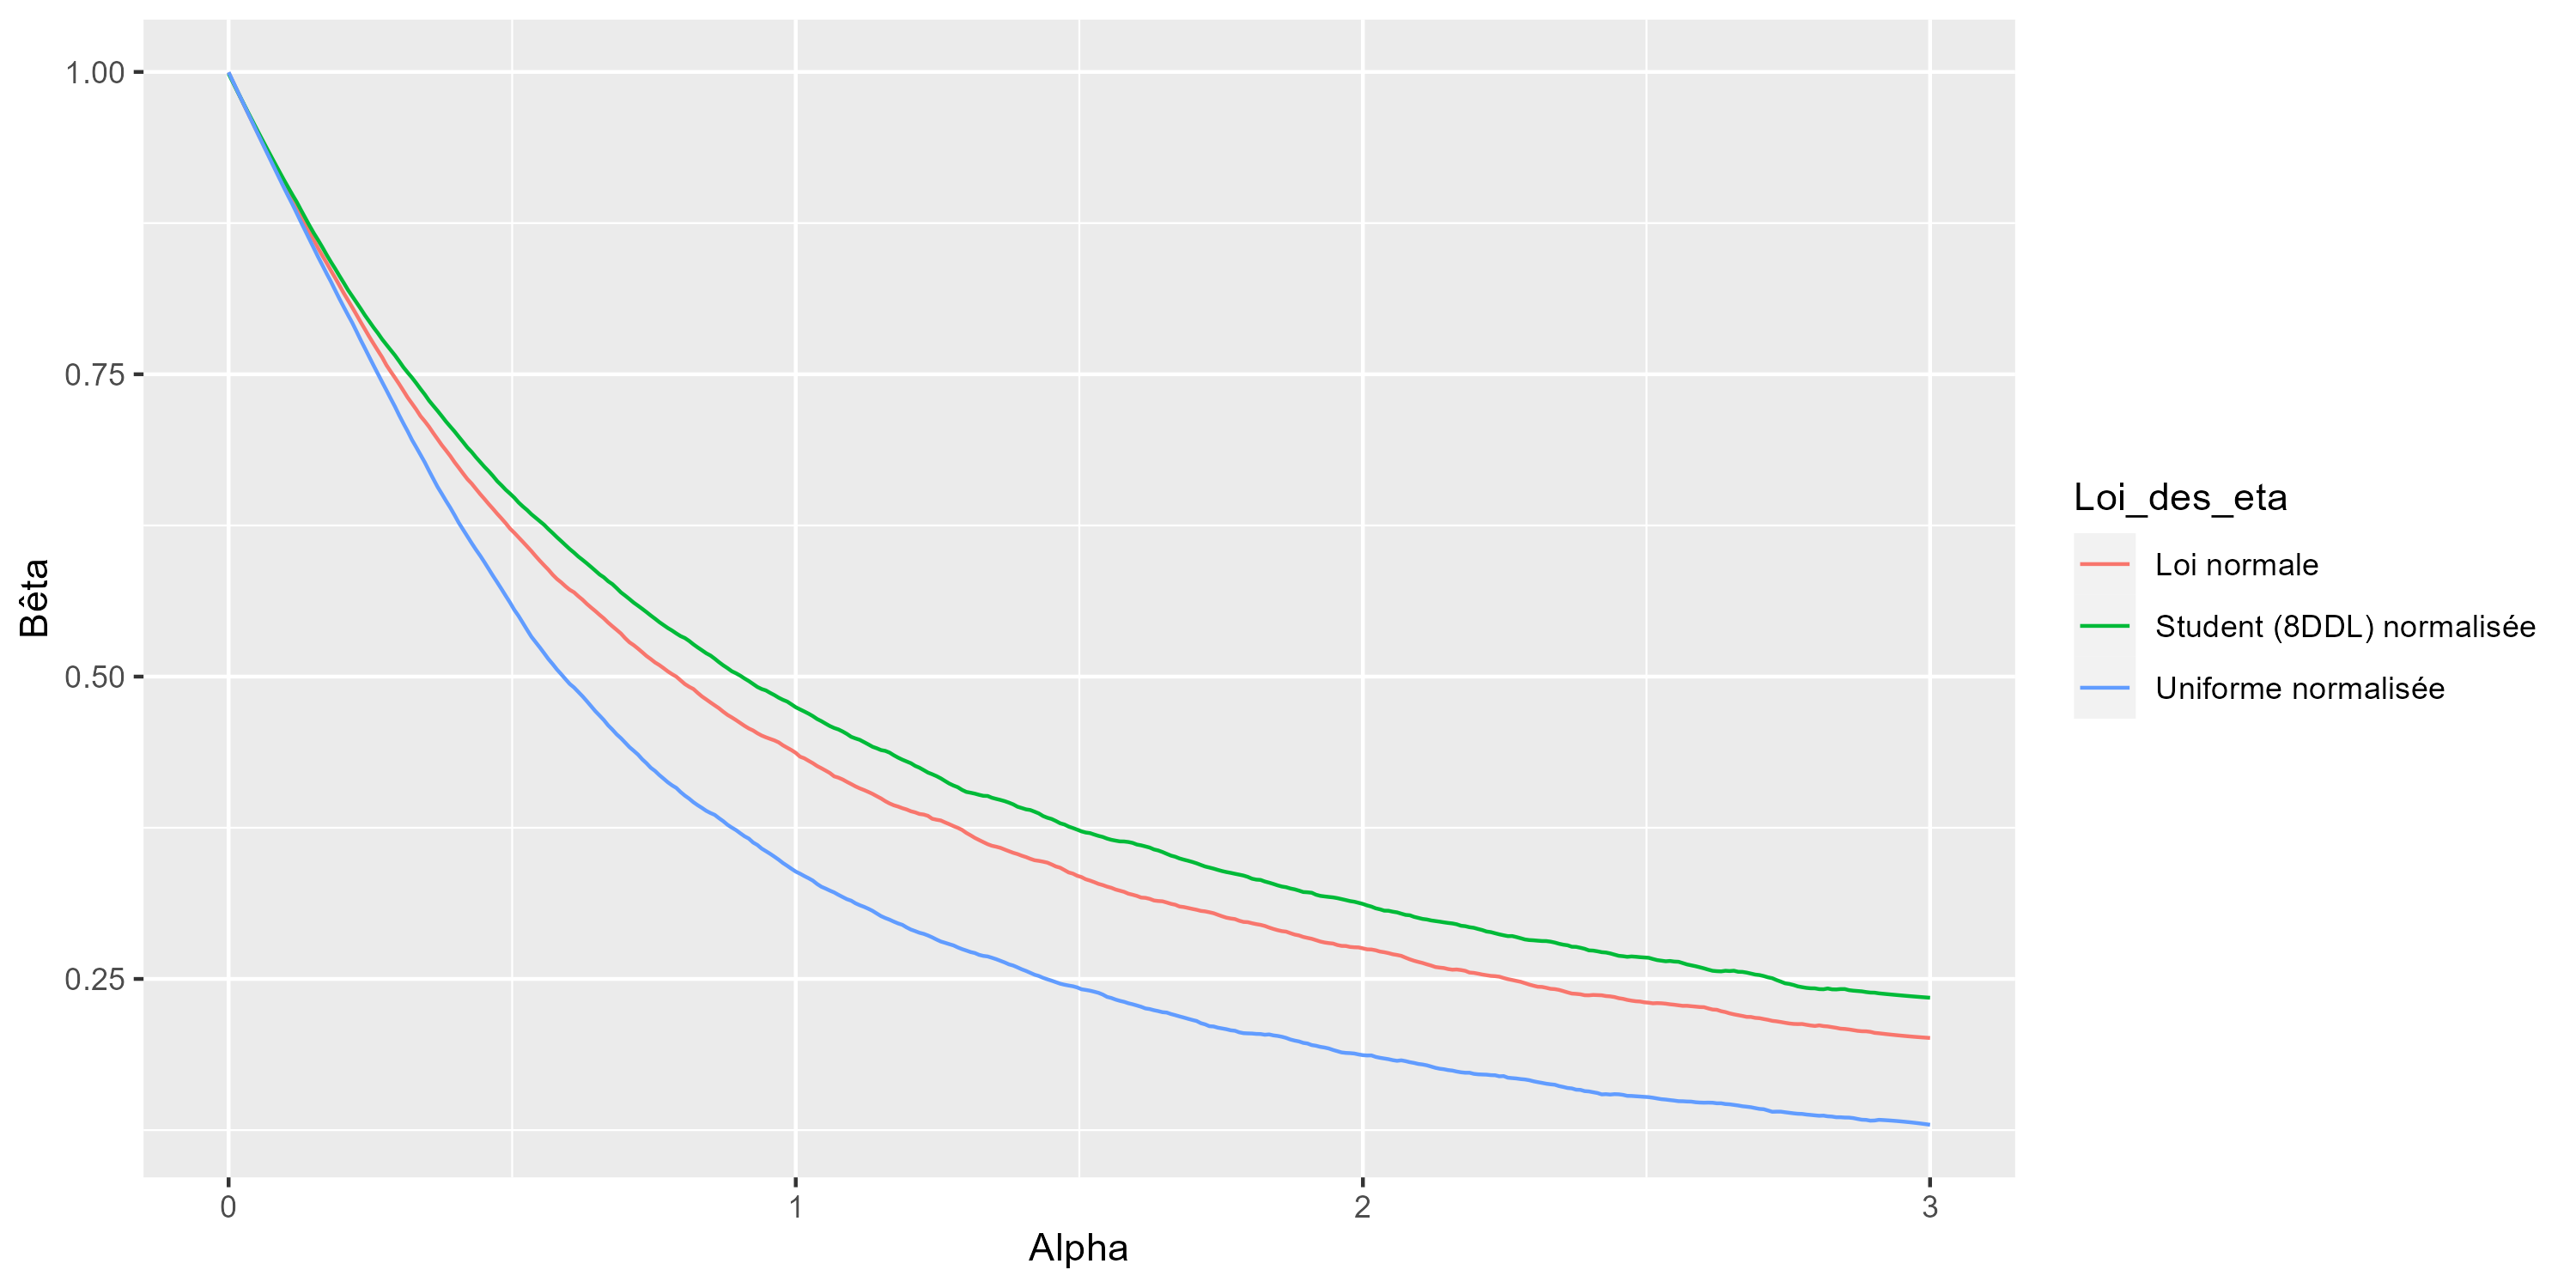 1.00
0.75
0.50
0.25
Bêta
0
1
2
3
Alpha
Loi_des_eta
Loi normale
Student (8DDL) normalisée
Uniforme normalisée